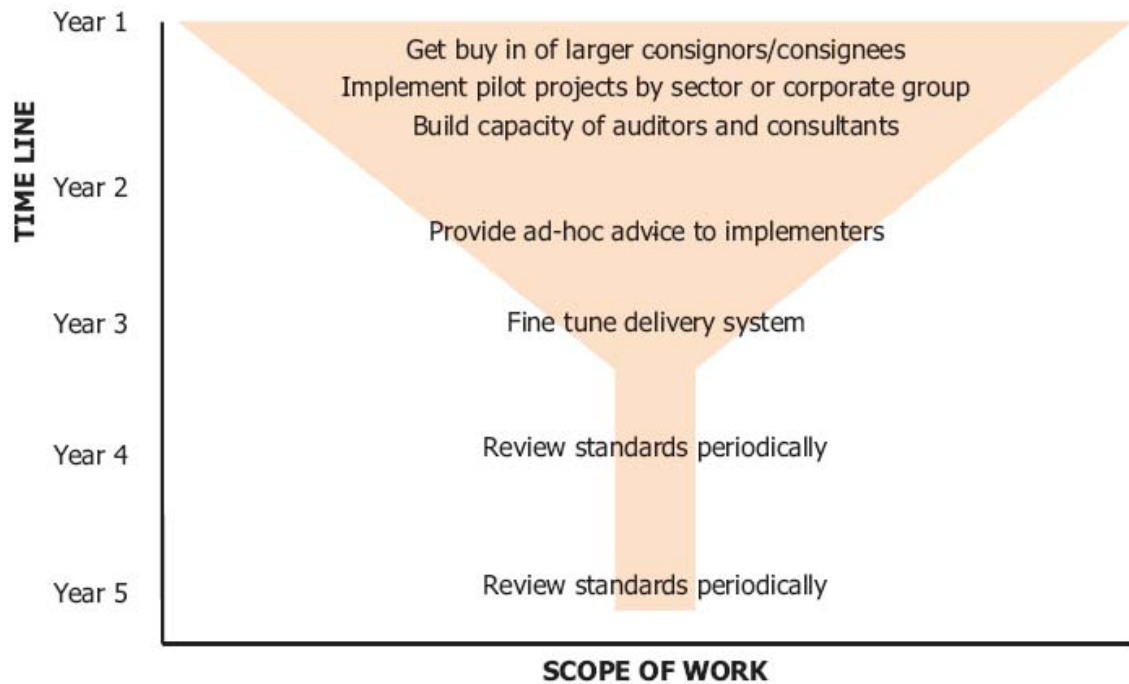 Year 1
Get buy in of larger consignors/consignees
Implement pilot projects by sector or corporate group
Build capacity of auditors and consultants
TIME LINE
Year 2
Provide ad-hoc advice to implementers
Year 3
Fine tune delivery system
Year 4
Review standards periodically
Year 5
Review standards periodically
SCOPE OF WORK